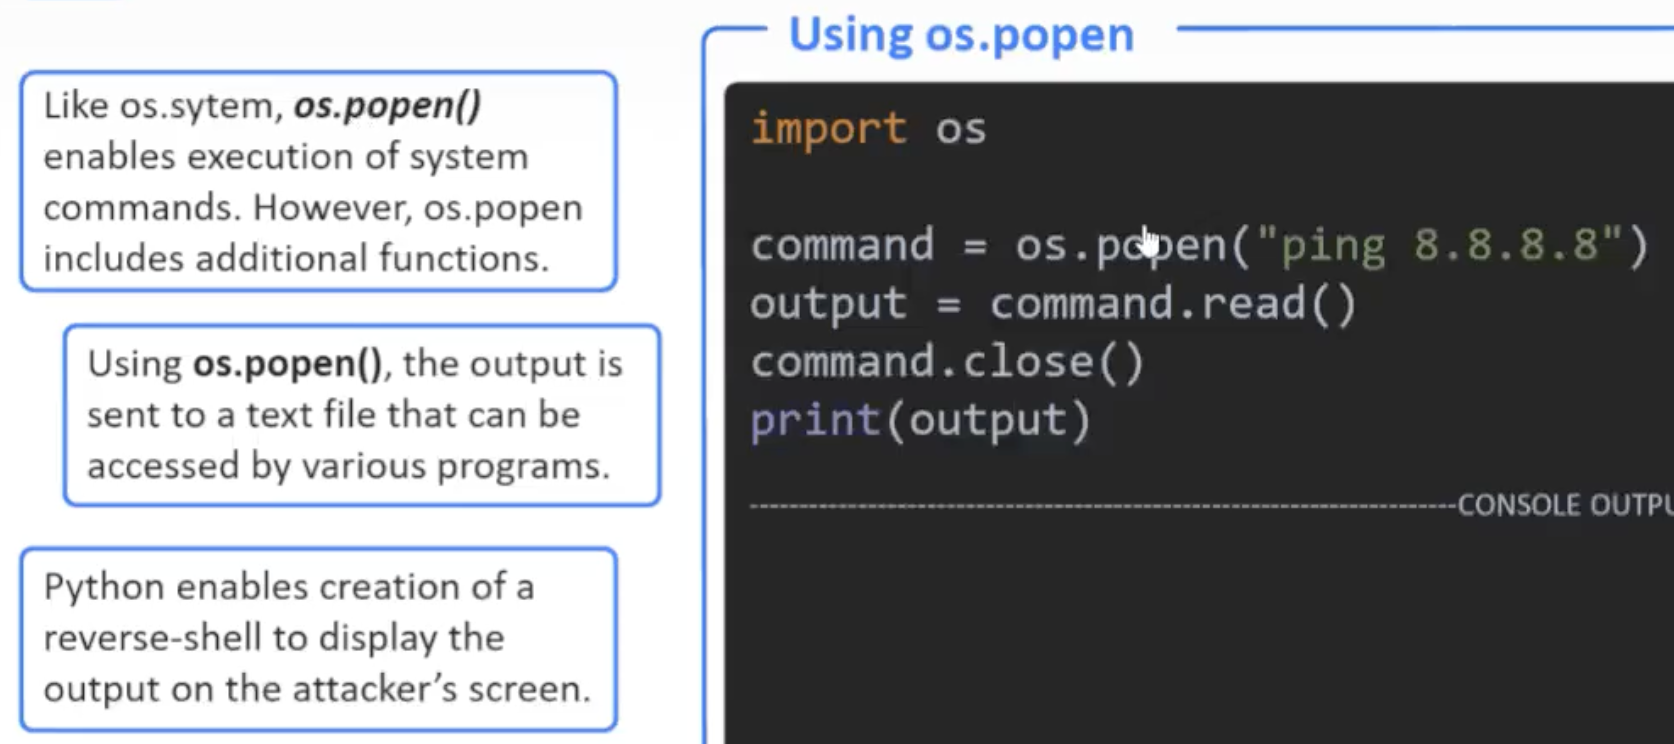 Using os.popen
Like os.sytem, os.popen()
enables execution of system
commands. However, os.popen
includes additional functions.
Using os.popen(), the output is
sent to a text file that can be
accessed by various programs.
Python enables creation of a
reverse-shell to display the
output on the attacker’s screen.
import os
command = os.popen("ping 8.8.8.8")
output = command.read()
command.close()
print(output)
CONSOLE